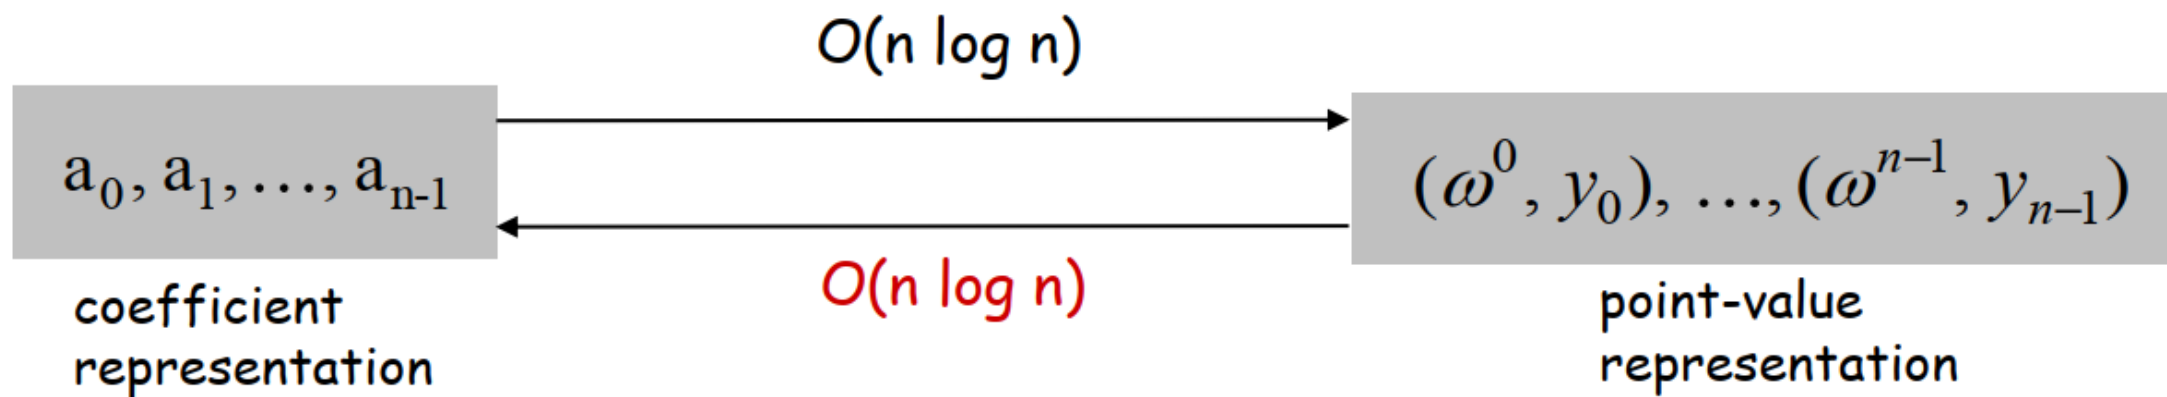 O(n log n)
a₀, a₁, …, aₙ₋₁
(ω⁰, y₀), …, (ωⁿ⁻¹, yₙ₋₁)
O(n log n)
coefficient
representation
point-value
representation